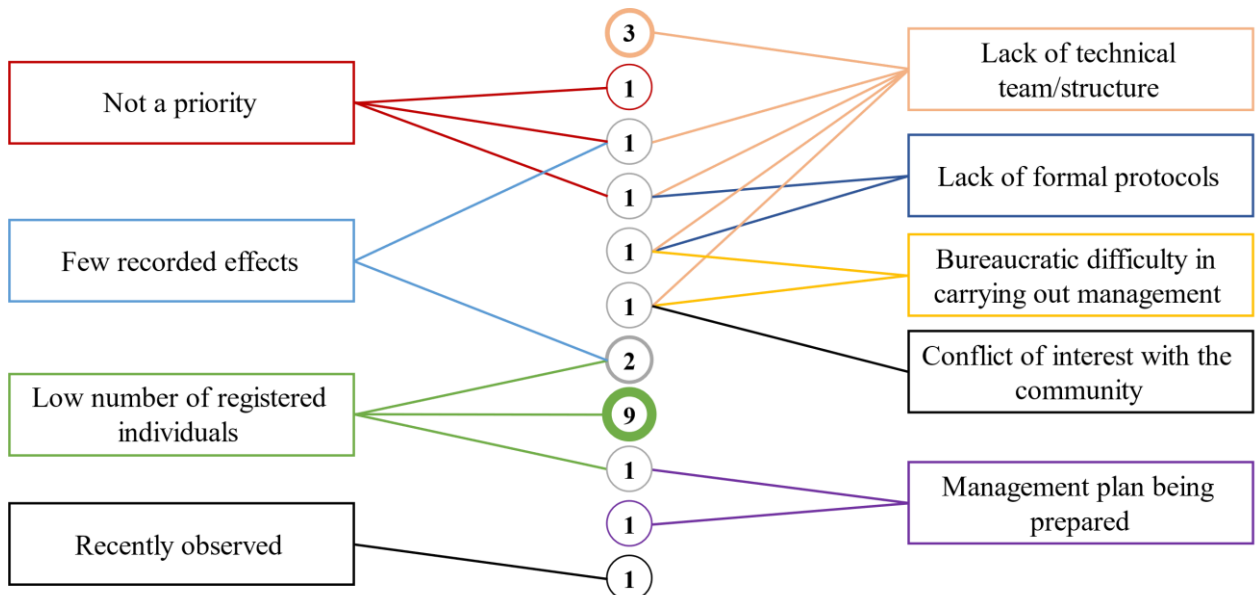 Not a priority
Few recorded effects
Low number of registered
individuals
Recently observed
3
1
1
1
1
1
2
9
1
1
1
Lack of technical
team/structure
Lack of formal protocols
Bureaucratic difficulty in
carrying out management
Conflict of interest with the
community
Management plan being
prepared